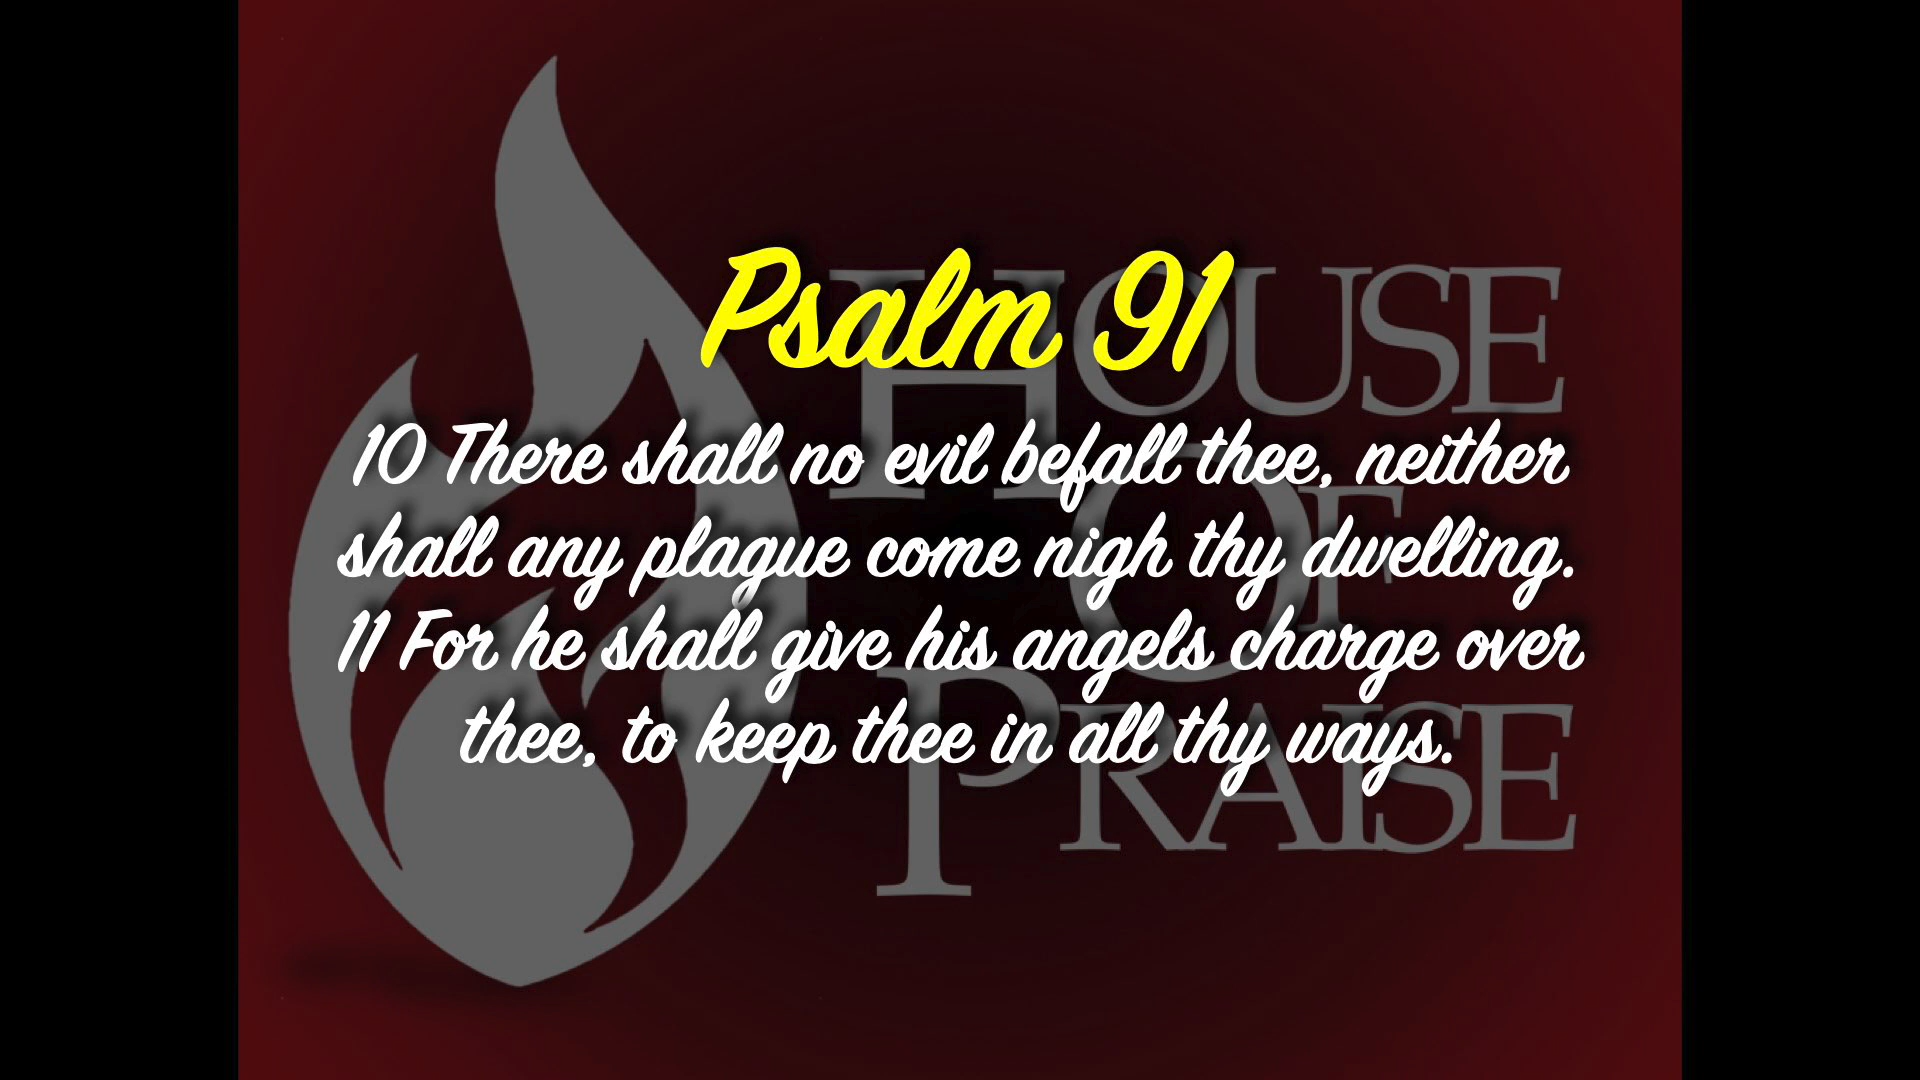 Psalm 91
10 There shall no evil befall thee, neither
shall any plague come nigh thy dwelling.
11 For he shall give his angels charge over
thee, to keep thee in all thy ways.
HOUSE
OF
PRAISE